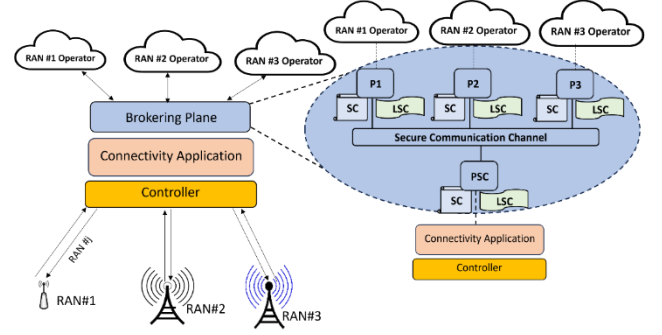 RAN #1 Operator
RAN #2 Operator
RAN #3 Operator
Brokering Plane
Connectivity Application
Controller
RAN #j
RAN#1
RAN#2
RAN#3
RAN #1 Operator
RAN #2 Operator
RAN #3 Operator
P1
P2
P3
SC
LSC
SC
LSC
SC
LSC
Secure Communication Channel
PSC
SC
LSC
Connectivity Application
Controller